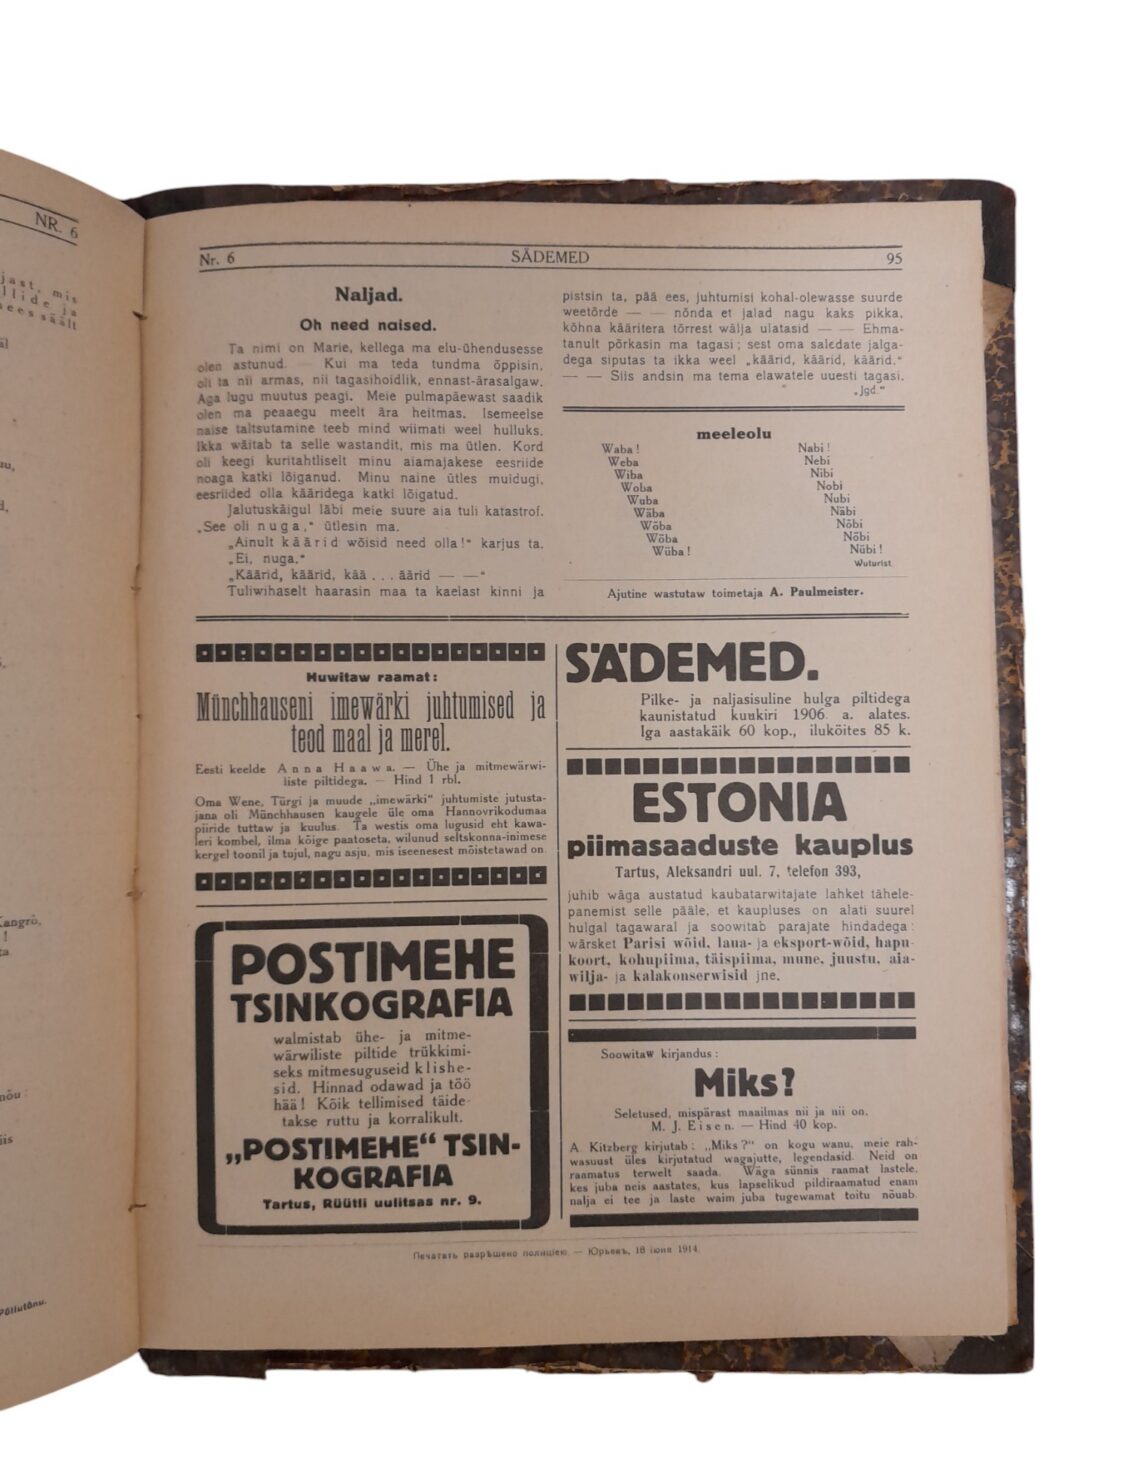 NR. 6
jast, mis
llide ja
sees säält
Kangrö,
Põllutõnu.
Nr. 6 SÄDEMED 95
Naljad.
Oh need naised.
Ta nimi on Marie, kellega ma elu-ühendusesse
olen astunud. — Kui ma teda tundma õppisin,
oli ta nii armas, nii tagasihoidlik, ennast-ärasalgaw.
Aga lugu muutus peagi. Meie pulmapäewast saadik
olen ma peaaegu meelt ära heitmas. Isemeelse
naise taltsutamine teeb mind wiimati weel hulluks.
Ikka wäitab ta selle wastandit, mis ma ütlen. Kord
oli keegi kuritahtliselt minu aiamajakese eesriide
noaga katki lõiganud. Minu naine ütles muidugi,
eesriided olla kääridega katki lõigatud.
Jalutuskäigul läbi meie suure aia tuli katastrof.
„See oli nuga,“ ütlesin ma.
„Ainult käärid wõisid need olla!“ karjus ta.
„Ei, nuga.“
„Käärid, käärid, kää . . . äärid — —“
Tuliwihaselt haarasin maa ta kaelast kinni ja
pistsin ta, pää ees, juhtumisi kohal-olewasse suurde
weetõrde — — nõnda et jalad nagu kaks pikka,
kõhna kääritera tõrrest wälja ulatasid — — Ehma-
tanult põrkasin ma tagasi; sest oma saledate jalga-
dega siputas ta ikka weel „käärid, käärid, käärid.“
— — Siis andsin ma tema elawatele uuesti tagasi.
„Jgd.“
meeleolu
Waba! Nabi!
Weba Nebi
Wiba Nibi
Woba Nobi
Wuba Nubi
Wäba Näbi
Wõba Nõbi
Wöba Nöbi
Wüba! Nübi!
Wuturist.
Ajutine wastutaw toimetaja A. Paulmeister.
Huwitaw raamat:
Münchhauseni imewärki juhtumised ja
teod maal ja merel.
Eesti keelde Anna Haawa. — Ühe ja mitmewärwi-
liste piltidega. — Hind 1 rbl.
Oma Wene, Türgi ja muude „imewärki“ juhtumiste jutusta-
jana oli Münchhausen kaugele üle oma Hannovrikodumaa
piiride tuttaw ja kuulus. Ta westis oma lugusid eht kawa-
leri kombel, ilma kõige paatoseta, wilunud seltskonna-inimese
kergel toonil ja tujul, nagu asju, mis iseenesest mõistetawad on.
POSTIMEHE
TSINKOGRAFIA
walmistab ühe- ja mitme-
wärwiliste piltide trükkimi-
seks mitmesuguseid klishe-
sid. Hinnad odawad ja töö
hää! Kõik tellimised täide-
takse ruttu ja korralikult.
„POSTIMEHE“ TSIN-
KOGRAFIA
Tartus, Rüütli uulitsas nr. 9.
SÄDEMED.
Pilke- ja naljasisuline hulga piltidega
kaunistatud kuukiri 1906. a. alates.
Iga aastakäik 60 kop., iluköites 85 k.
ESTONIA
piimasaaduste kauplus
Tartus, Aleksandri uul. 7, telefon 393,
juhib wäga austatud kaubatarwitajate lahket tähele-
panemist selle pääle, et kaupluses on alati suurel
hulgal tagawaral ja soowitab parajate hindadega:
wärsket Parisi wõid, laua- ja eksport-wõid, hapu-
koort, kohupiima, täispiima, mune, juustu, aia-
wilja- ja kalakonserwisid jne.
Soowitaw kirjandus:
Miks?
Seletused, mispärast maailmas nii ja nii on.
M. J. Eisen. — Hind 40 kop.
A. Kitzberg kirjutab: „Miks?“ on kogu wanu, meie rah-
wasuust üles kirjutatud wagajutte, legendasid. Neid on
raamatus terwelt saada. Wäga sünnis raamat lastele,
kes juba neis aastates, kus lapselikud pildiraamatud enam
nalja ei tee ja laste waim juba tugewamat toitu nõuab.
Печатать разрѣшено полиціею. — Юрьевъ, 18 іюня 1914.